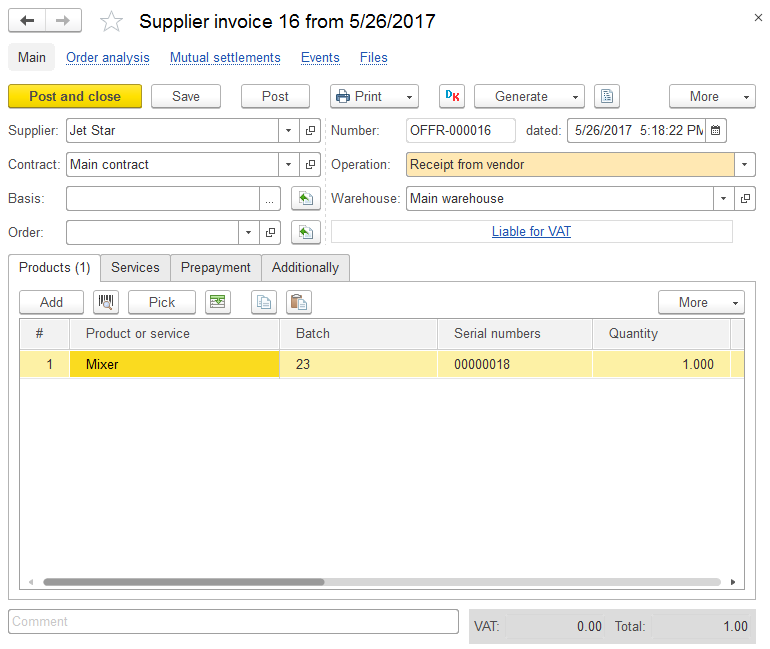 Supplier invoice 16 from 5/26/2017
Main Order analysis Mutual settlements Events Files
Post and close Save Post Print DK Generate More
Supplier: Jet Star Number: OFFR-000016 dated: 5/26/2017 5:18:22 PM
Contract: Main contract Operation: Receipt from vendor
Basis: ... Warehouse: Main warehouse
Order: Liable for VAT
Products (1) Services Prepayment Additionally
Add Pick More
# Product or service Batch Serial numbers Quantity
1 Mixer 23 00000018 1.000
Comment VAT: 0.00 Total: 1.00